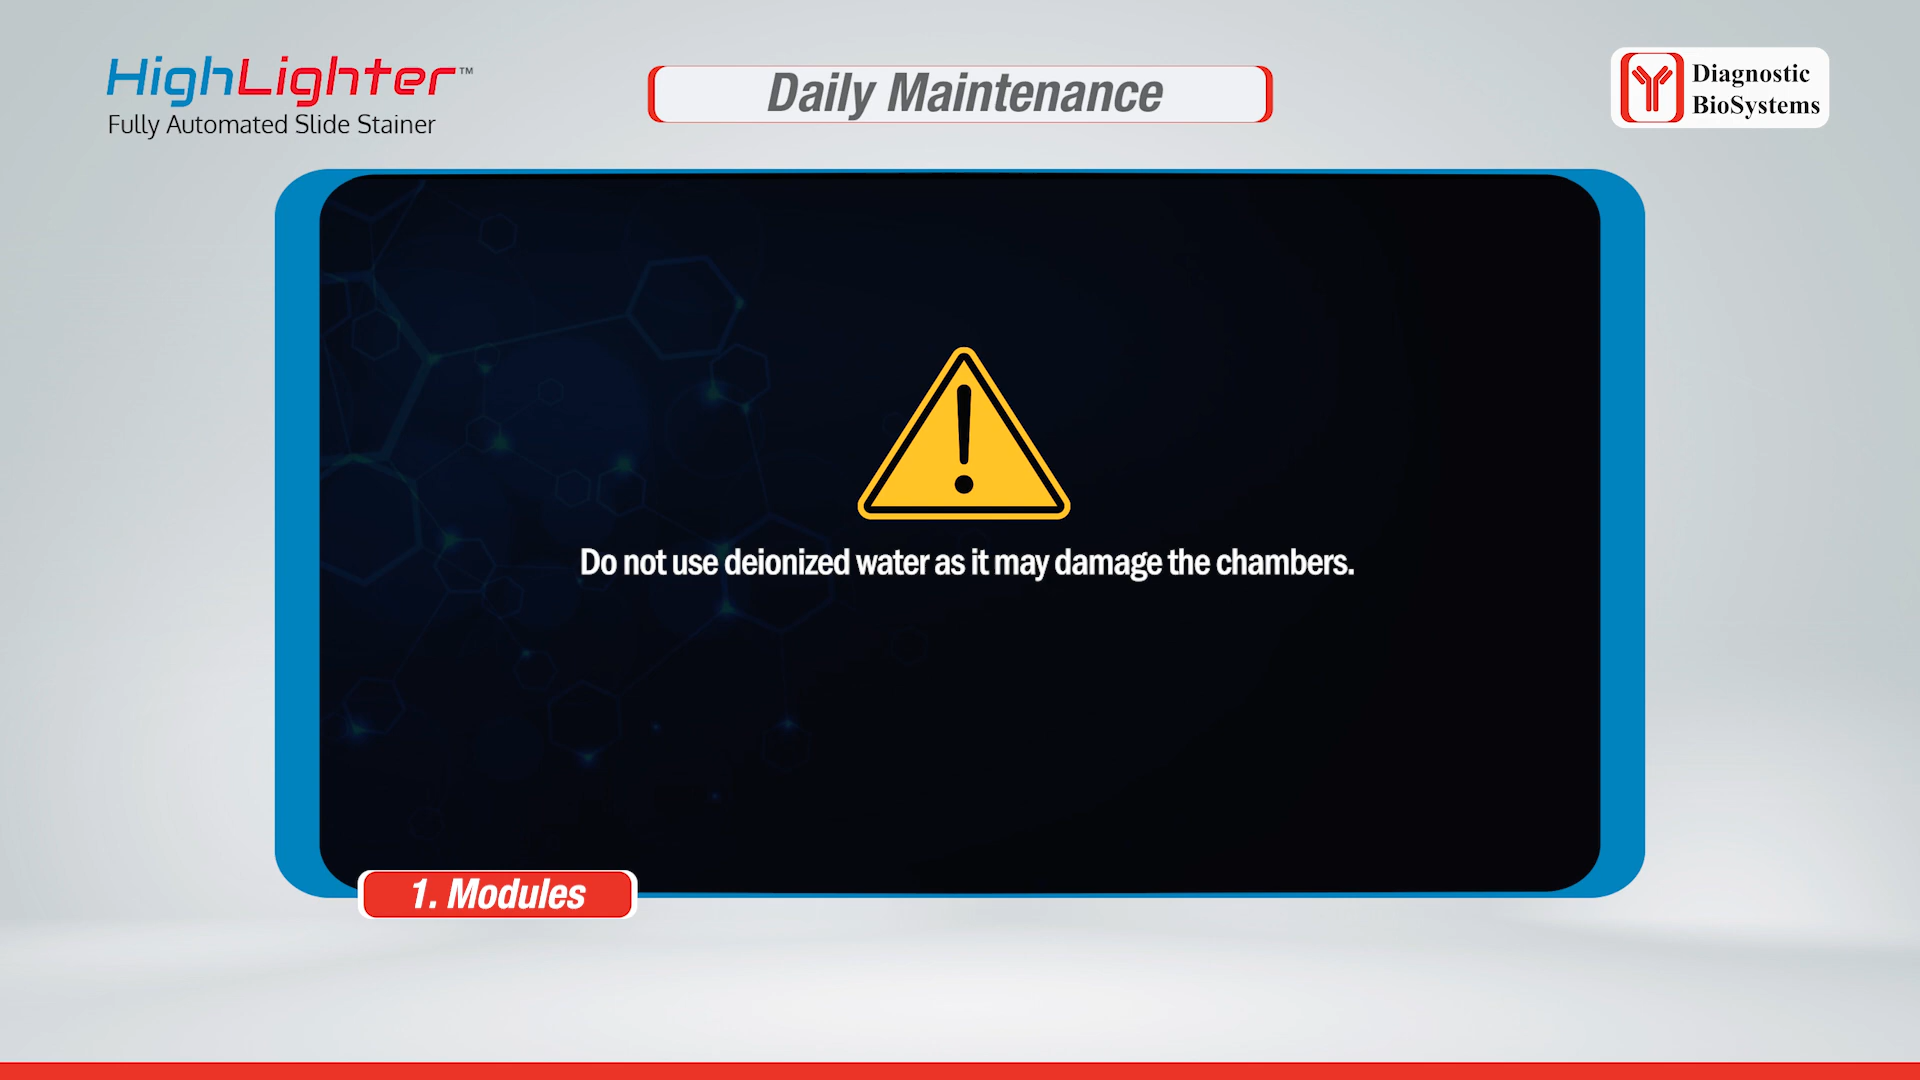 HighLighter™
Fully Automated Slide Stainer
Daily Maintenance
Diagnostic
BioSystems
Do not use deionized water as it may damage the chambers.
1. Modules